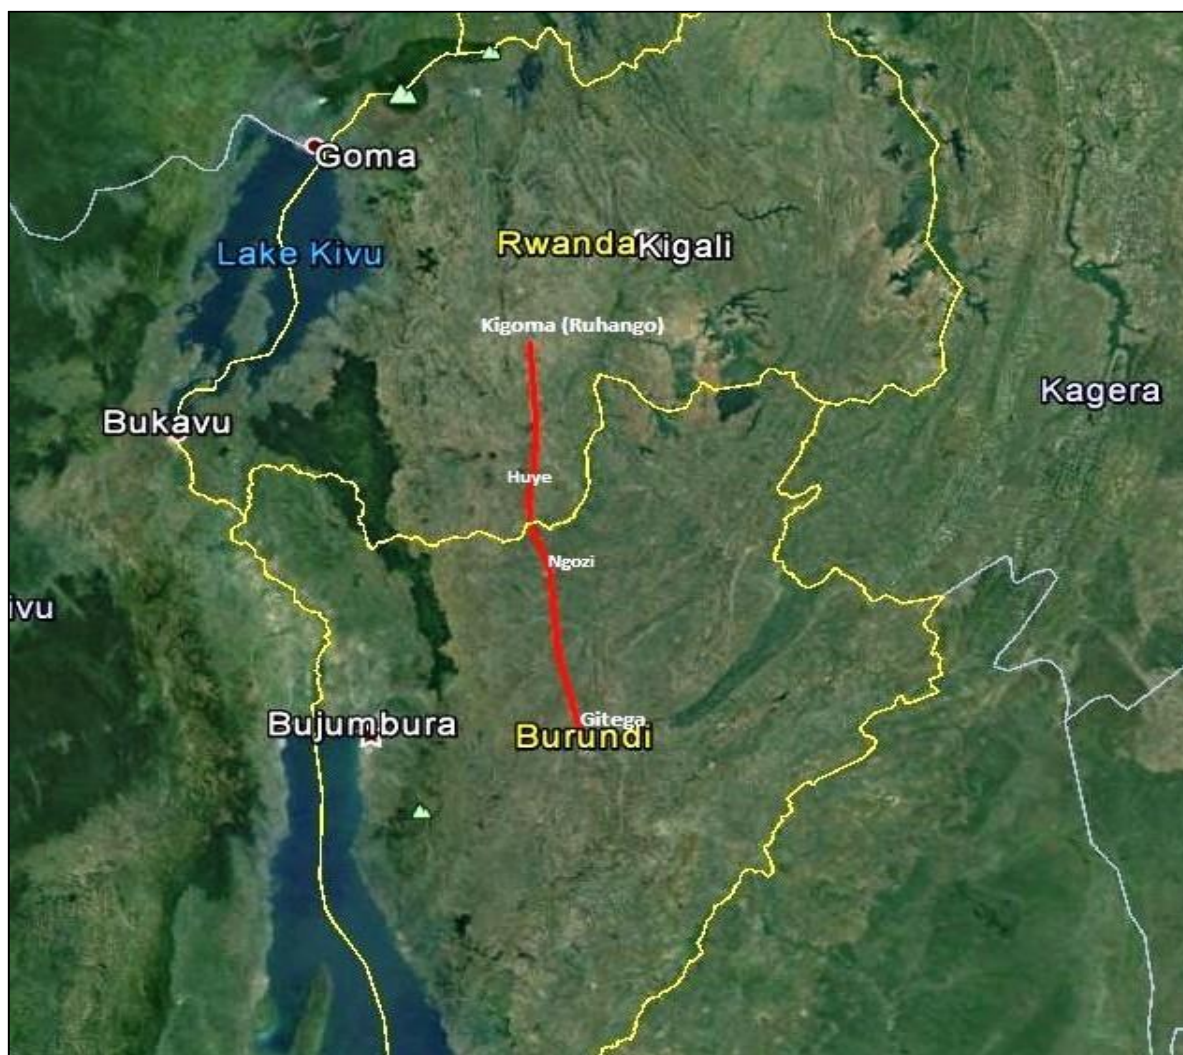 Goma
Lake Kivu
Rwanda
Kigali
Kigoma (Ruhango)
Kagera
Bukavu
Huye
Ngozi
ivu
Gitega
Bujumbura
Burundi